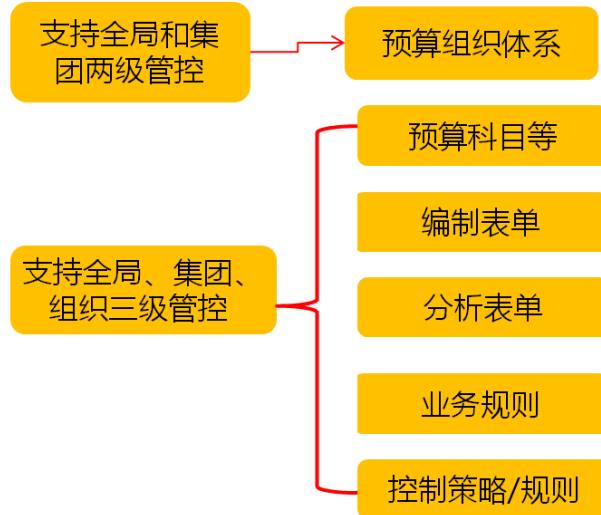 支持全局和集
团两级管控
预算组织体系
预算科目等
编制表单
支持全局、集团、
组织三级管控
分析表单
业务规则
控制策略/规则